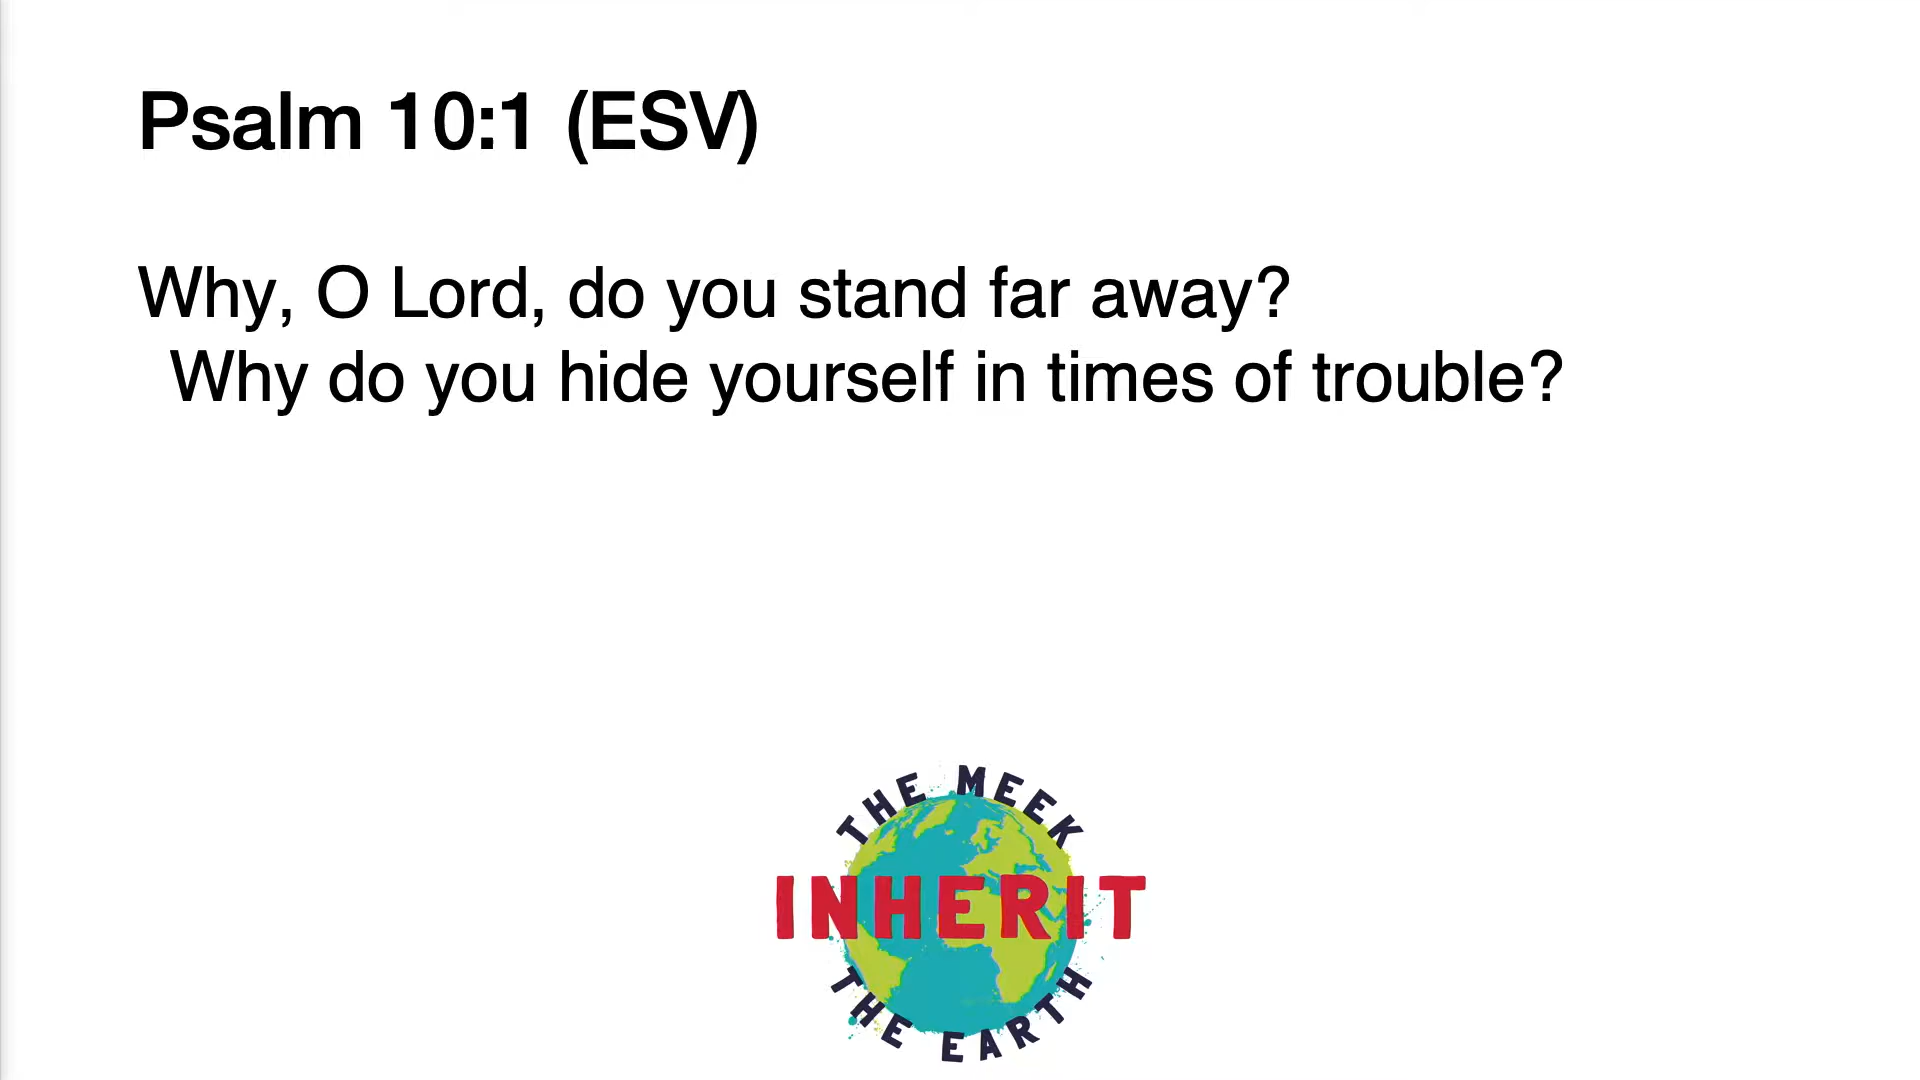 Psalm 10:1 (ESV)
Why, O Lord, do you stand far away?
Why do you hide yourself in times of trouble?
THE MEEK
INHERIT
THE EARTH